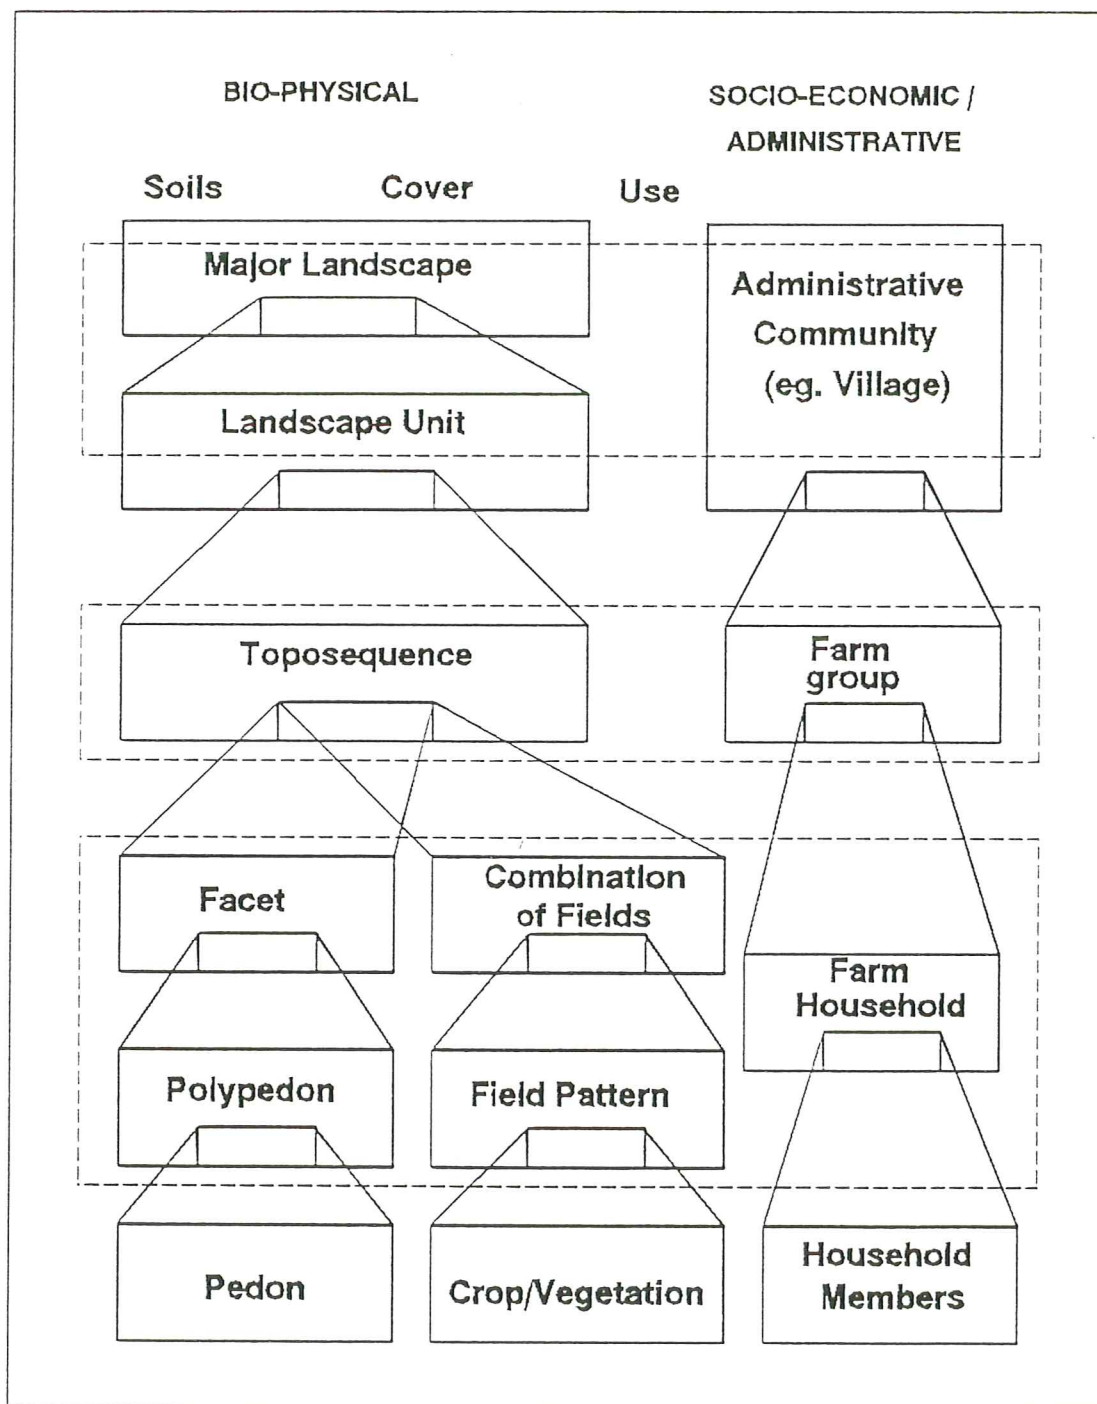 BIO-PHYSICAL
SOCIO-ECONOMIC /
ADMINISTRATIVE
Soils
Cover
Use
Major Landscape
Administrative
Community
(eg. Village)
Landscape Unit
Toposequence
Farm
group
Facet
Combination
of Fields
Farm
Household
Polypedon
Field Pattern
Pedon
Crop/Vegetation
Household
Members